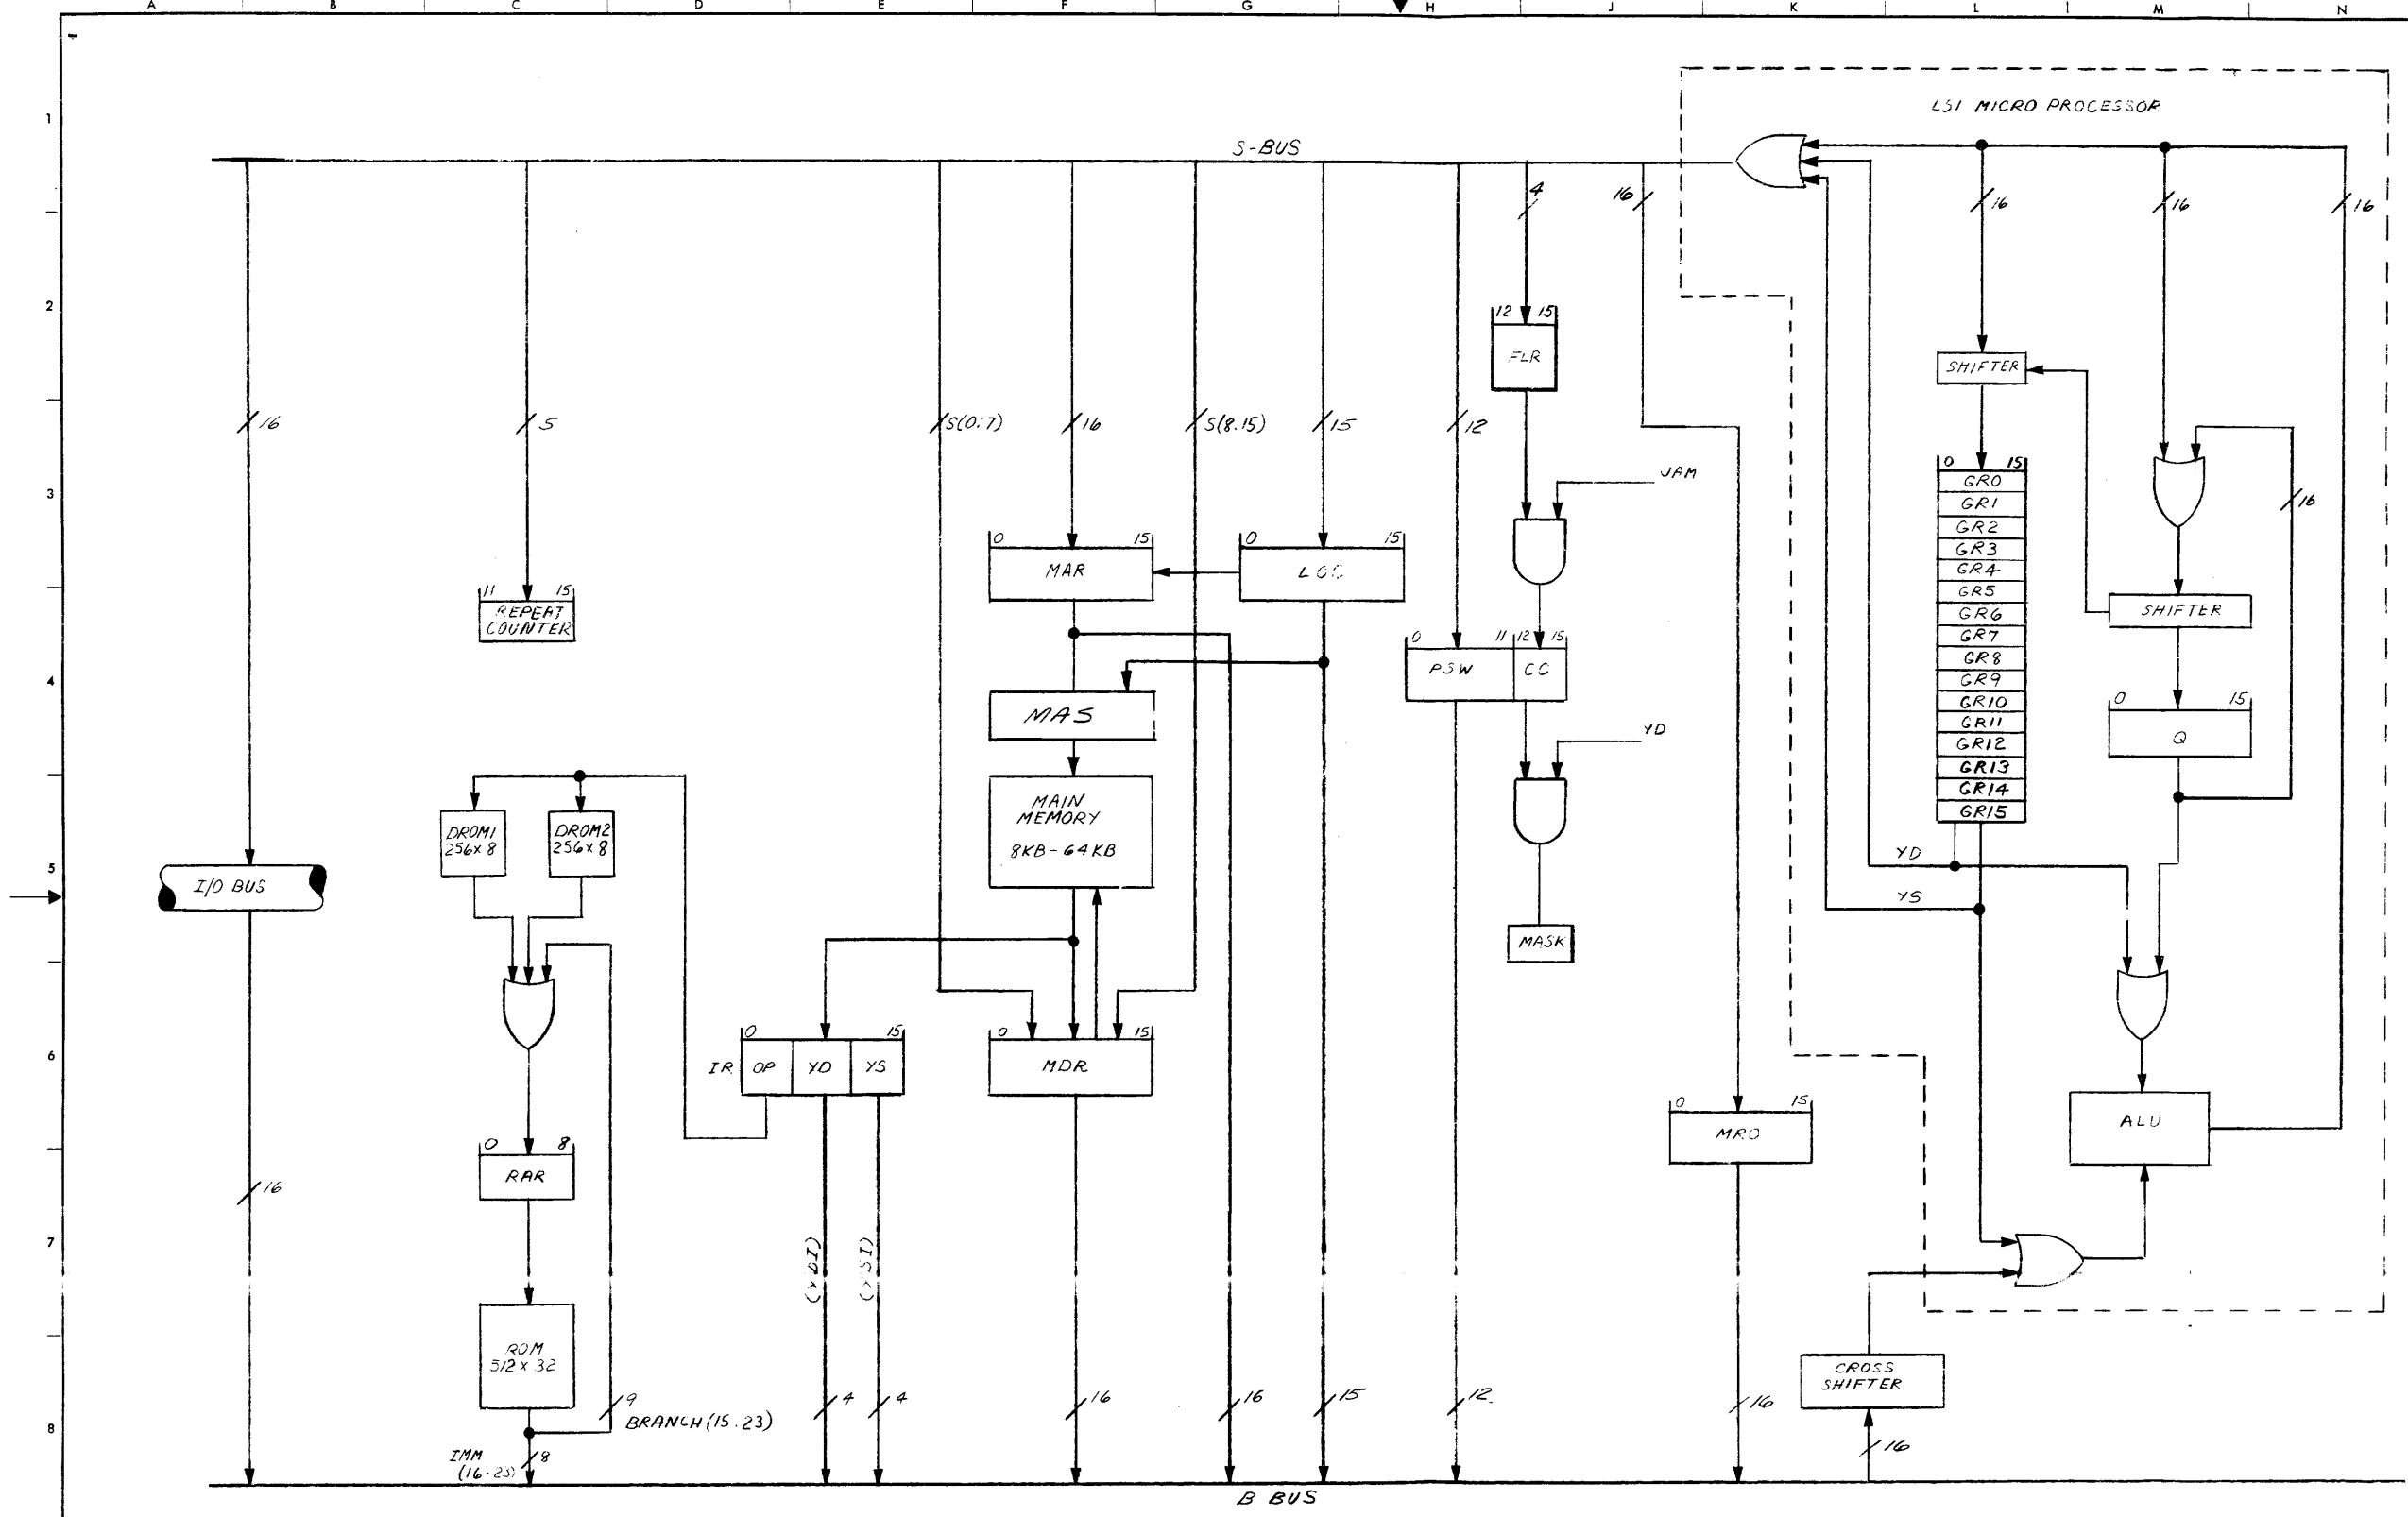 A B C D E F G H J K L M N
1
LSI MICRO PROCESSOR
S-BUS
4
16
16
16
16
2
12 15
FLR
SHIFTER
16
5
S(0:7)
16
S(8.15)
15
12
JAM
3
0 15
GR0
GR1
GR2
GR3
GR4
GR5
GR6
GR7
GR8
GR9
GR10
GR11
GR12
GR13
GR14
GR15
16
0 15
MAR
0 15
LOC
11 15
REPEAT
COUNTER
SHIFTER
0 11 12 15
PSW CC
4
MAS
0 15
Q
YD
DROM1
256x8
DROM2
256x8
MAIN
MEMORY
8KB-64KB
5
I/O BUS
YD
YS
MASK
6
0 15
IR OP YD YS
0 15
MDR
0 15
MRO
ALU
0 8
RAR
16
7
(YDI)
(YSI)
ROM
512 x 32
CROSS
SHIFTER
9
BRANCH(15.23)
4
4
16
16
15
12
16
8
IMM
(16-23)
8
16
B BUS